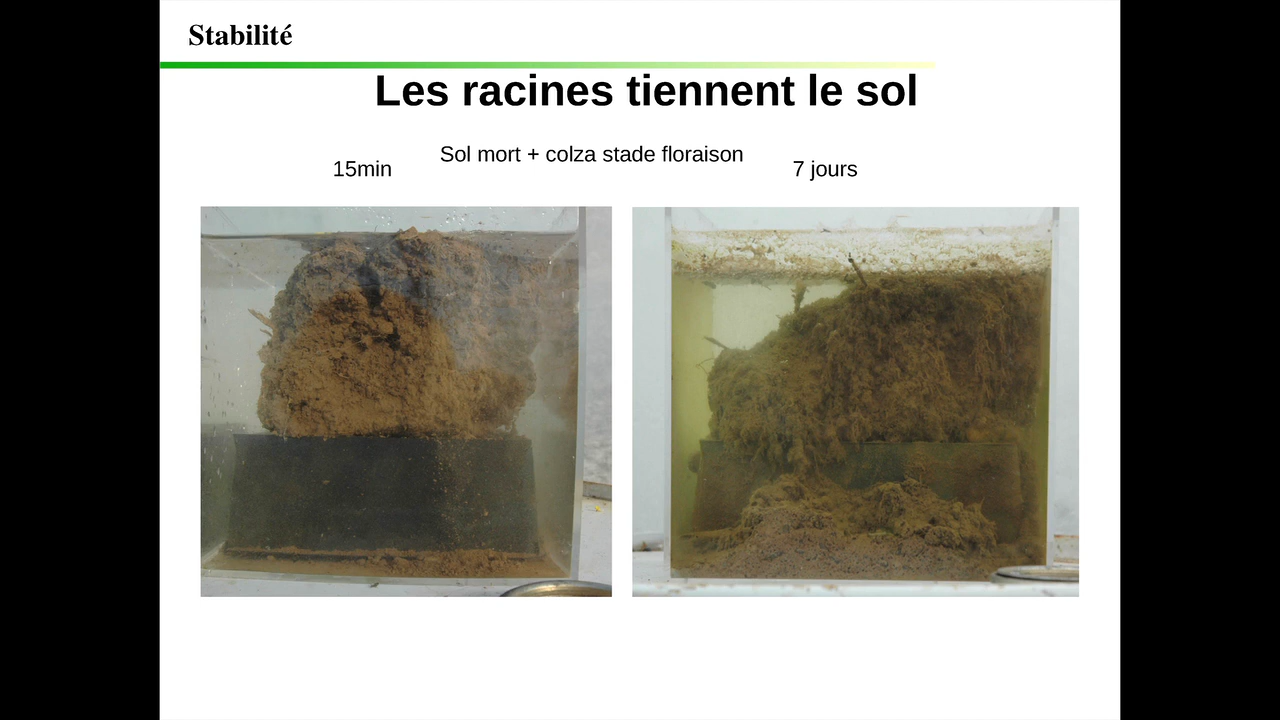 Stabilité
Les racines tiennent le sol
Sol mort + colza stade floraison
15min
7 jours